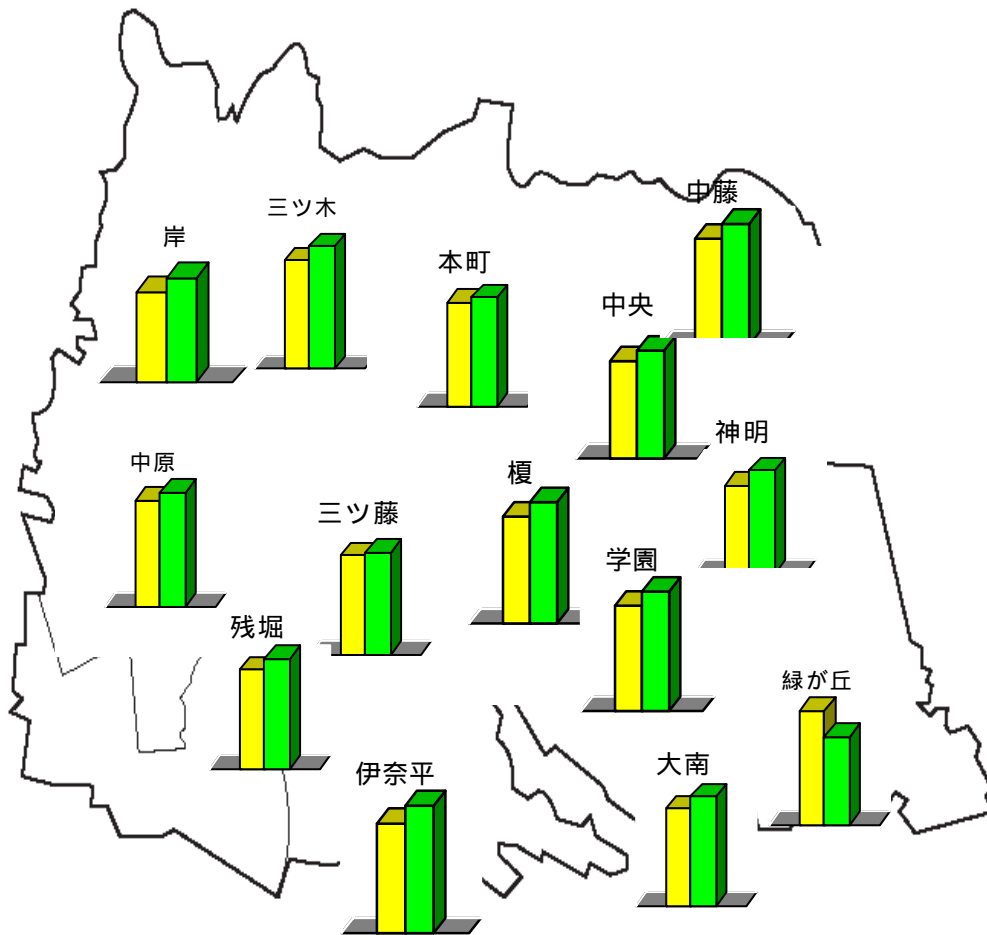 中藤
三ツ木
岸
本町
中央
神明
中原
榎
三ツ藤
学園
残堀
緑が丘
大南
伊奈平